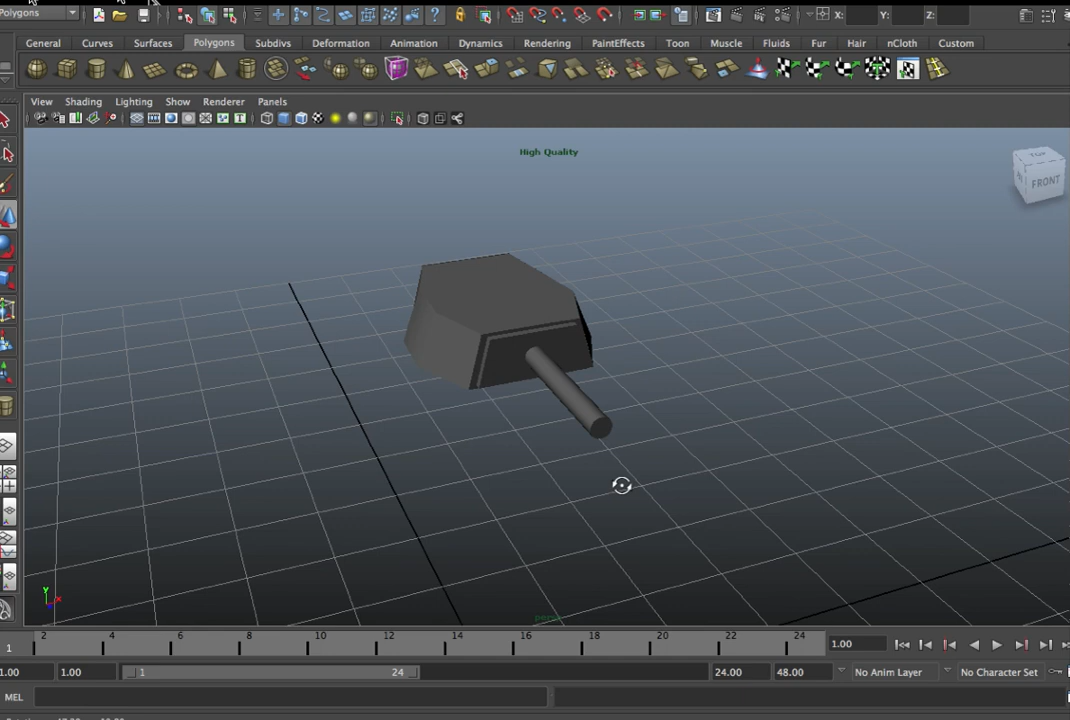 Polygons
X:
Y:
Z:
General Curves Surfaces Polygons Subdivs Deformation Animation Dynamics Rendering PaintEffects Toon Muscle Fluids Fur Hair nCloth Custom
View Shading Lighting Show Renderer Panels
High Quality
TOP
FRONT
y
x
persp
2 4 6 8 10 12 14 16 18 20 22 24
1
1.00
1.00 1.00 1 24 24.00 48.00 No Anim Layer No Character Set
MEL